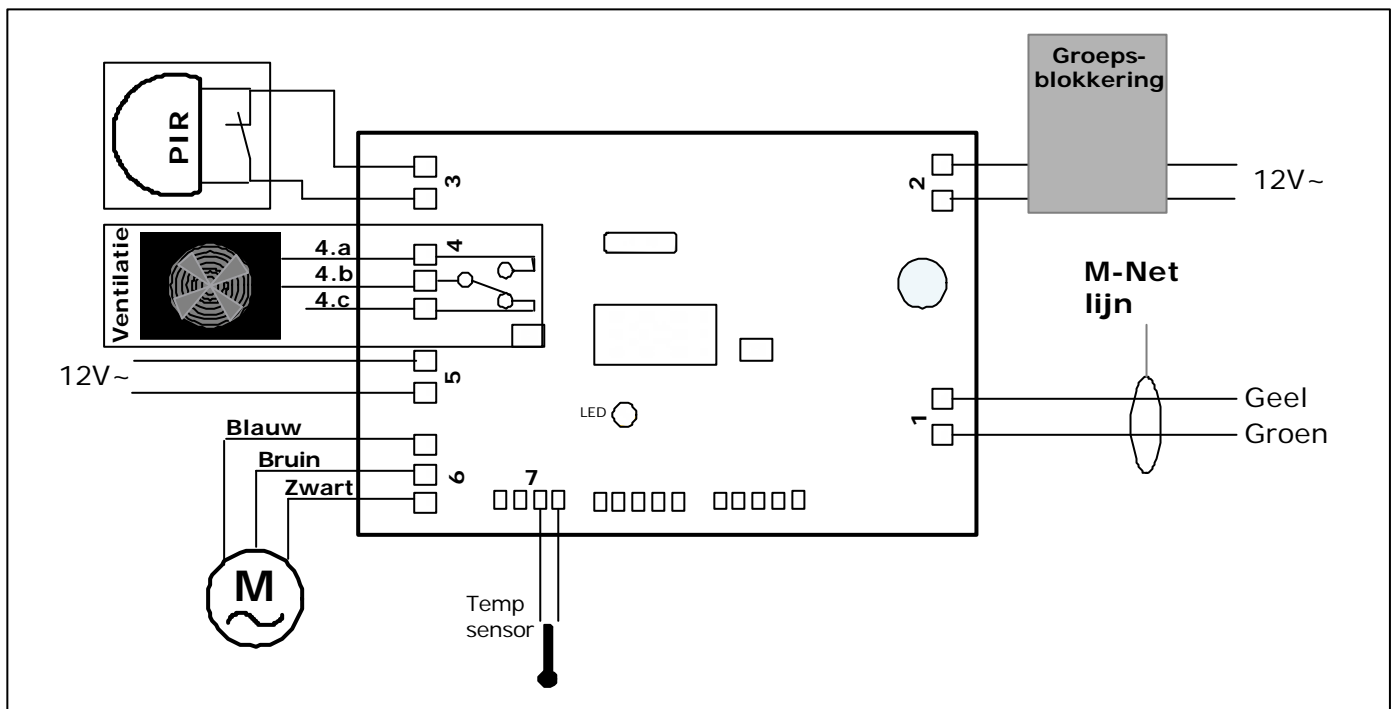 Groeps-
blokkering
PIR
3
2
12V~
Ventilatie
4.a
4
4.b
4.c
M-Net
lijn
12V~
5
LED
1
Geel
Groen
Blauw
Bruin
6
Zwart
7
M
Temp
sensor